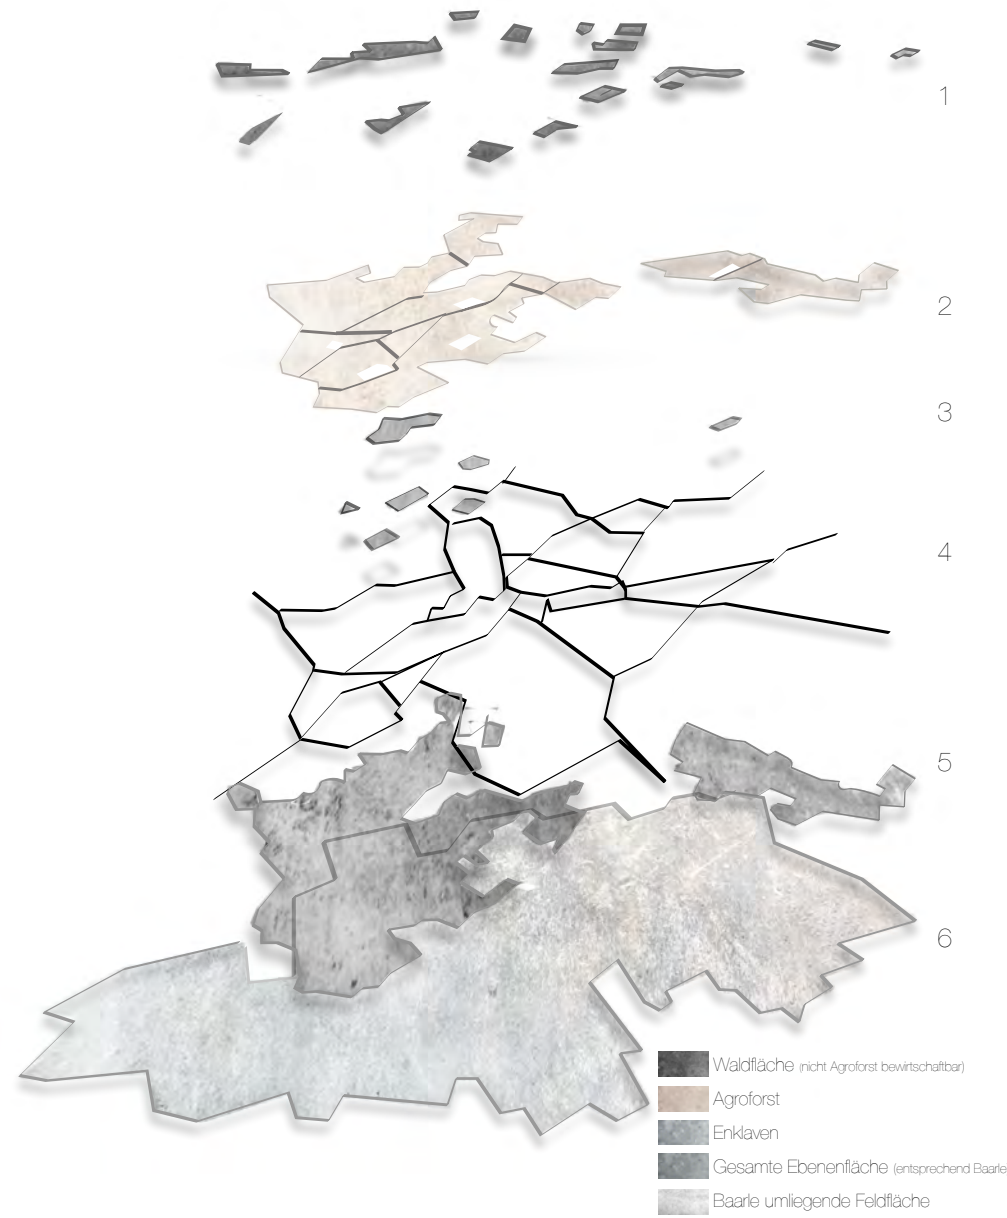 1
2
3
4
5
6
Waldfläche (nicht Agroforst bewirtschaftbar)
Agroforst
Enklaven
Gesamte Ebenenfläche (entsprechend Baarle
Baarle umliegende Feldfläche